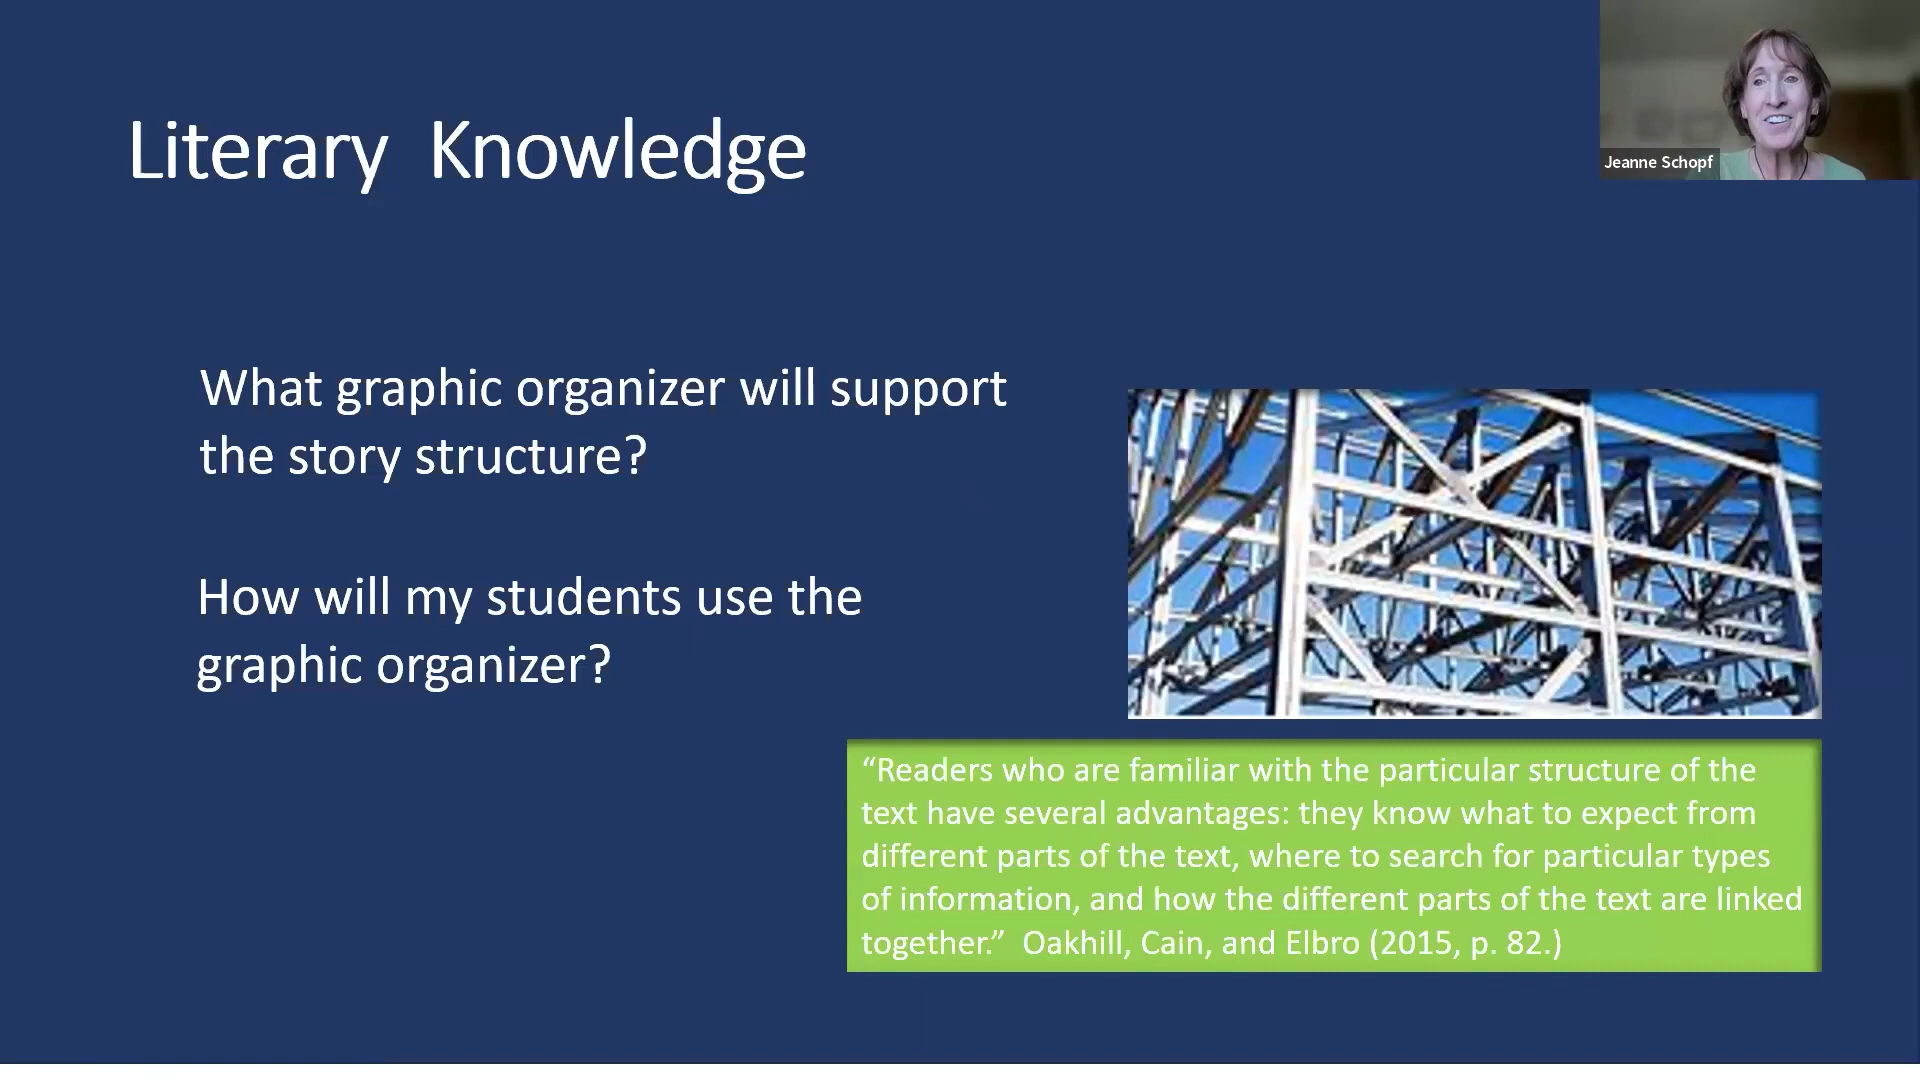 Literary  Knowledge
Jeanne Schopf
What graphic organizer will support
the story structure?
How will my students use the
graphic organizer?
“Readers who are familiar with the particular structure of the
text have several advantages: they know what to expect from
different parts of the text, where to search for particular types
of information, and how the different parts of the text are linked
together.”  Oakhill, Cain, and Elbro (2015, p. 82.)